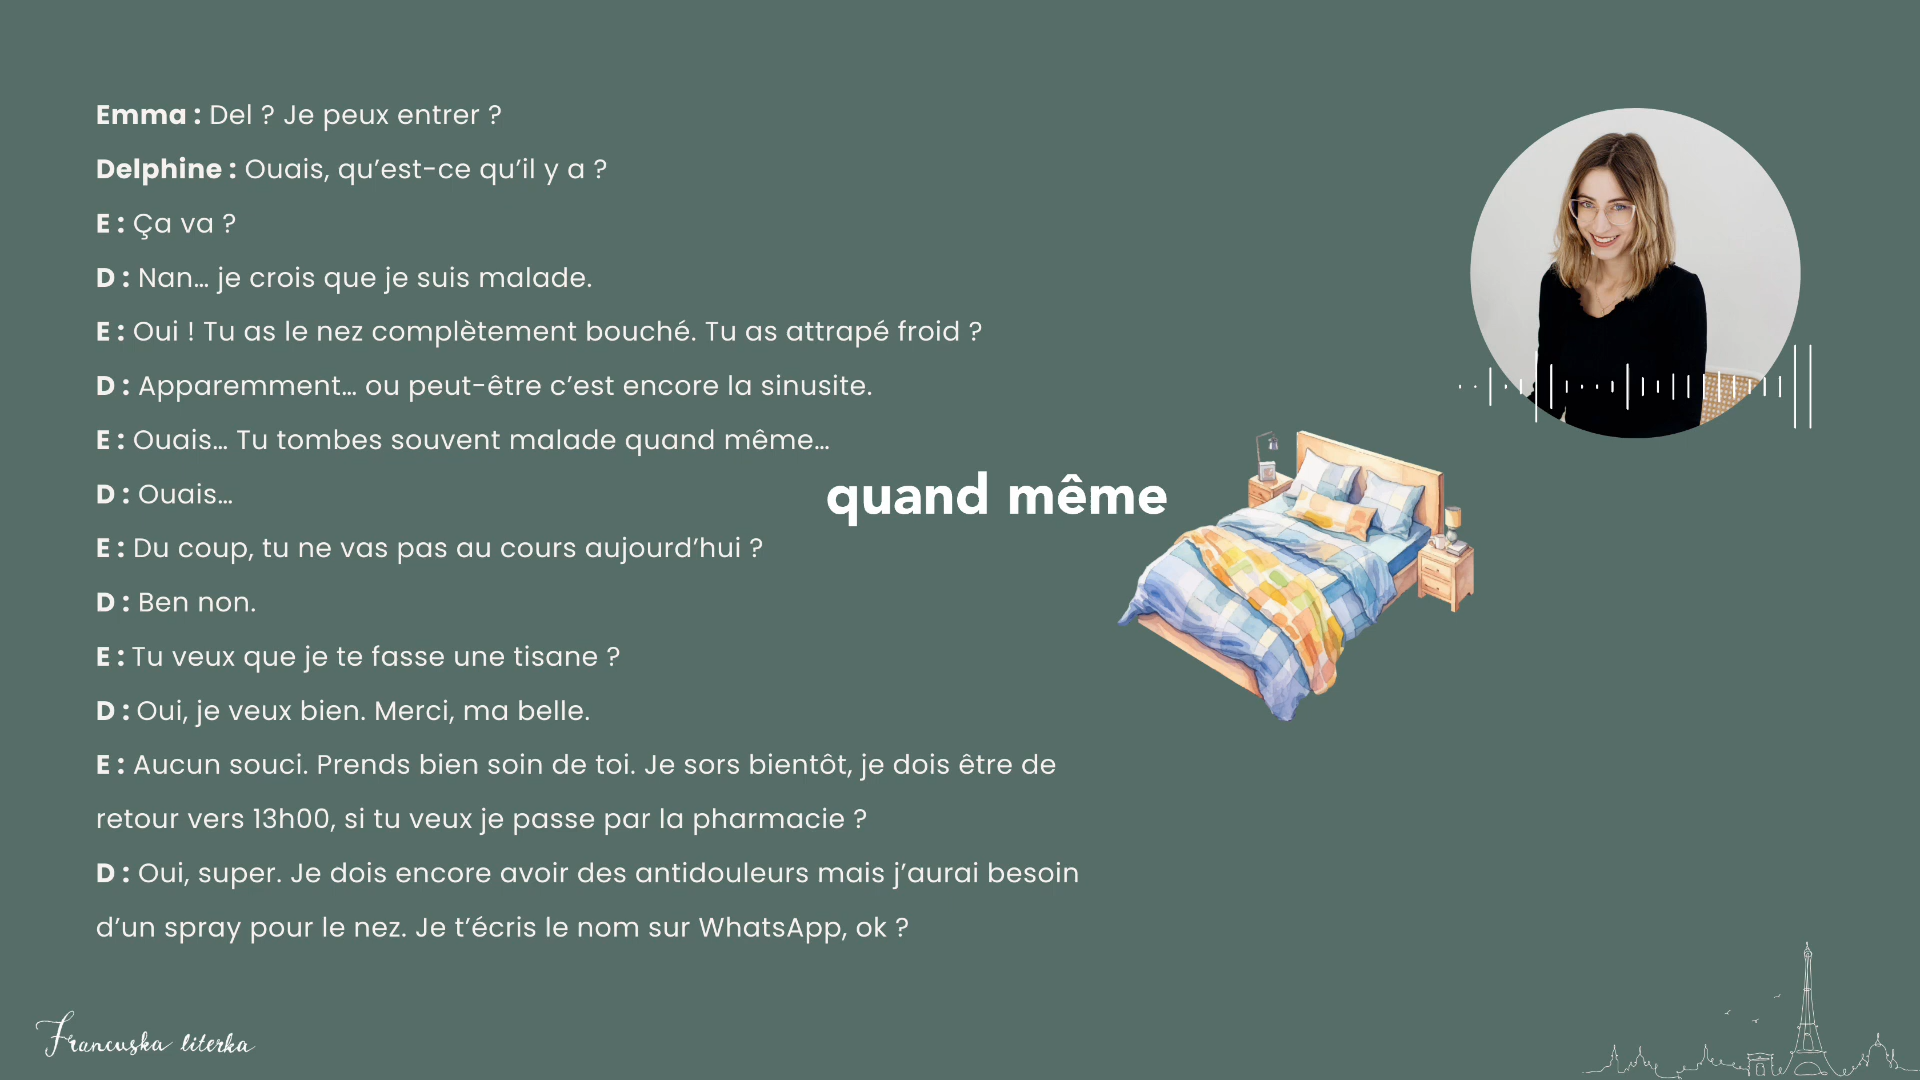 Emma : Del ? Je peux entrer ?
Delphine : Ouais, qu’est-ce qu’il y a ?
E : Ça va ?
D : Nan… je crois que je suis malade.
E : Oui ! Tu as le nez complètement bouché. Tu as attrapé froid ?
D : Apparemment… ou peut-être c’est encore la sinusite.
E : Ouais… Tu tombes souvent malade quand même…
D : Ouais…
quand même
E : Du coup, tu ne vas pas au cours aujourd’hui ?
D : Ben non.
E : Tu veux que je te fasse une tisane ?
D : Oui, je veux bien. Merci, ma belle.
E : Aucun souci. Prends bien soin de toi. Je sors bientôt, je dois être de
retour vers 13h00, si tu veux je passe par la pharmacie ?
D : Oui, super. Je dois encore avoir des antidouleurs mais j’aurai besoin
d’un spray pour le nez. Je t’écris le nom sur WhatsApp, ok ?
Francuska literka